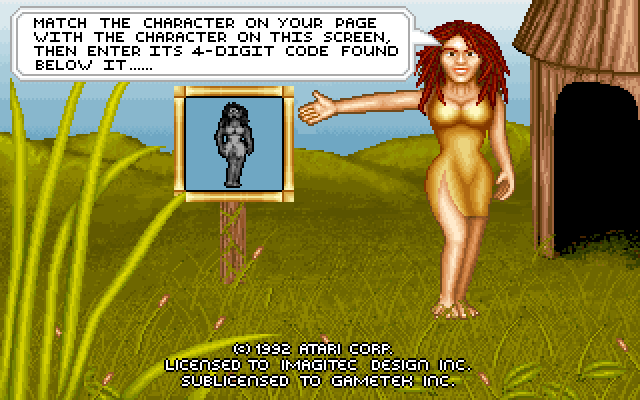 MATCH THE CHARACTER ON YOUR PAGE
WITH THE CHARACTER ON THIS SCREEN,
THEN ENTER ITS 4-DIGIT CODE FOUND
BELOW IT.....
(C) 1992 ATARI CORP.
LICENSED TO IMAGITEC DESIGN INC.
SUBLICENSED TO GAMETEK INC.